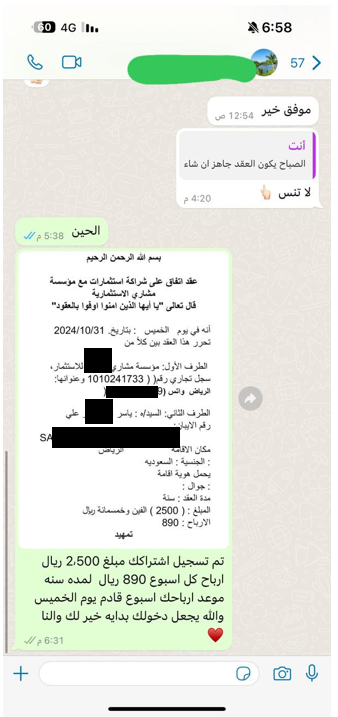 60 4G 6:58
57
موفق خير
12:54 ص
أنت
الصباح يكون العقد جاهز ان شاء
لا تنس 👆🏻
4:20 م
الحين
5:38 م
بسم الله الرحمن الرحيم
عقد اتفاق على شراكة استثمارات مع مؤسسة
مشاري الاستثمارية
قال تعالى "يا أيها الذين امنوا اوفوا بالعقود"
أنه في يوم الخميس : بتاريخ. 2024/10/31
تحرر هذا العقد بين كلاً من
الطرف الأول: مؤسسة مشاري للاستثمار،
سجل تجاري رقم( ( 1010241733 وعنوانها:
الرياض واتس (9
الطرف الثاني: السيد/ه : ياسر علي
رقم الايبان:
SA
مكان الاقامة الرياض
: الجنسية : السعوديه
يحمل هوية اقامة
: جوال :
مدة العقد : سنة
المبلغ : ( 2500 ) الفين وخمسمائة ريال
الارباح : 890
تمهيد
تم تسجيل اشتراكك مبلغ 2،500 ريال
ارباح كل اسبوع 890 ريال لمده سنه
موعد ارباحك اسبوع قادم يوم الخميس
والله يجعل دخولك بدايه خير لك والنا
❤️
6:31 م